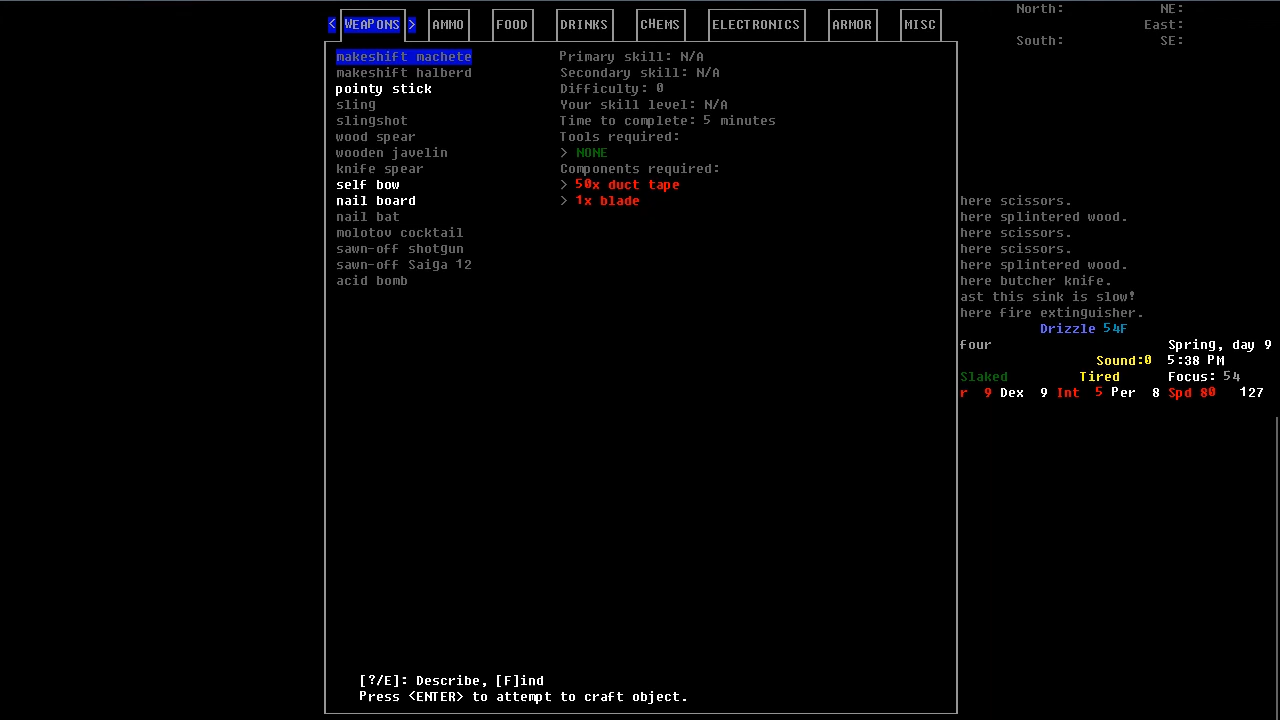 < WEAPONS > AMMO FOOD DRINKS CHEMS ELECTRONICS ARMOR MISC
North: NE:
East:
South: SE:
makeshift machete Primary skill: N/A
makeshift halberd Secondary skill: N/A
pointy stick Difficulty: 0
sling Your skill level: N/A
slingshot Time to complete: 5 minutes
wood spear Tools required:
wooden javelin > NONE
knife spear Components required:
self bow > 50x duct tape
nail board > 1x blade
nail bat
molotov cocktail
sawn-off shotgun
sawn-off Saiga 12
acid bomb
here scissors.
here splintered wood.
here scissors.
here scissors.
here splintered wood.
here butcher knife.
ast this sink is slow!
here fire extinguisher.
Drizzle 54F
four Spring, day 9
Sound:0 5:38 PM
Slaked Tired Focus: 54
r 9 Dex 9 Int 5 Per 8 Spd 80 127
[?/E]: Describe, [F]ind
Press <ENTER> to attempt to craft object.